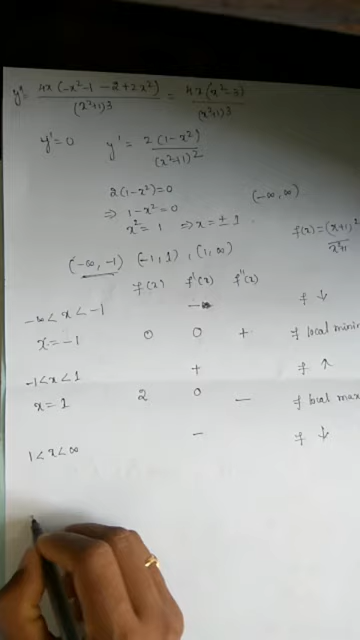 y'' = 4x(-x²-1-2+2x²)/(x²+1)³ = 4x(x²-3)/(x²+1)³
y'=0 y' = 2(1-x²)/(x²+1)²
2(1-x²)=0 (-∞, ∞)
⇒ 1-x²=0
x² = 1 ⇒ x = ± 1 f(x) = (x+1)²/x²+1
(-∞, -1) (-1, 1), (1, ∞)
f(x) f'(x) f''(x)
-∞ < x < -1 - f ↓
x = -1 0 0 + f local minim
-1 < x < 1 + f ↑
x = 1 2 0 - f local max
1 < x < ∞ - f ↓